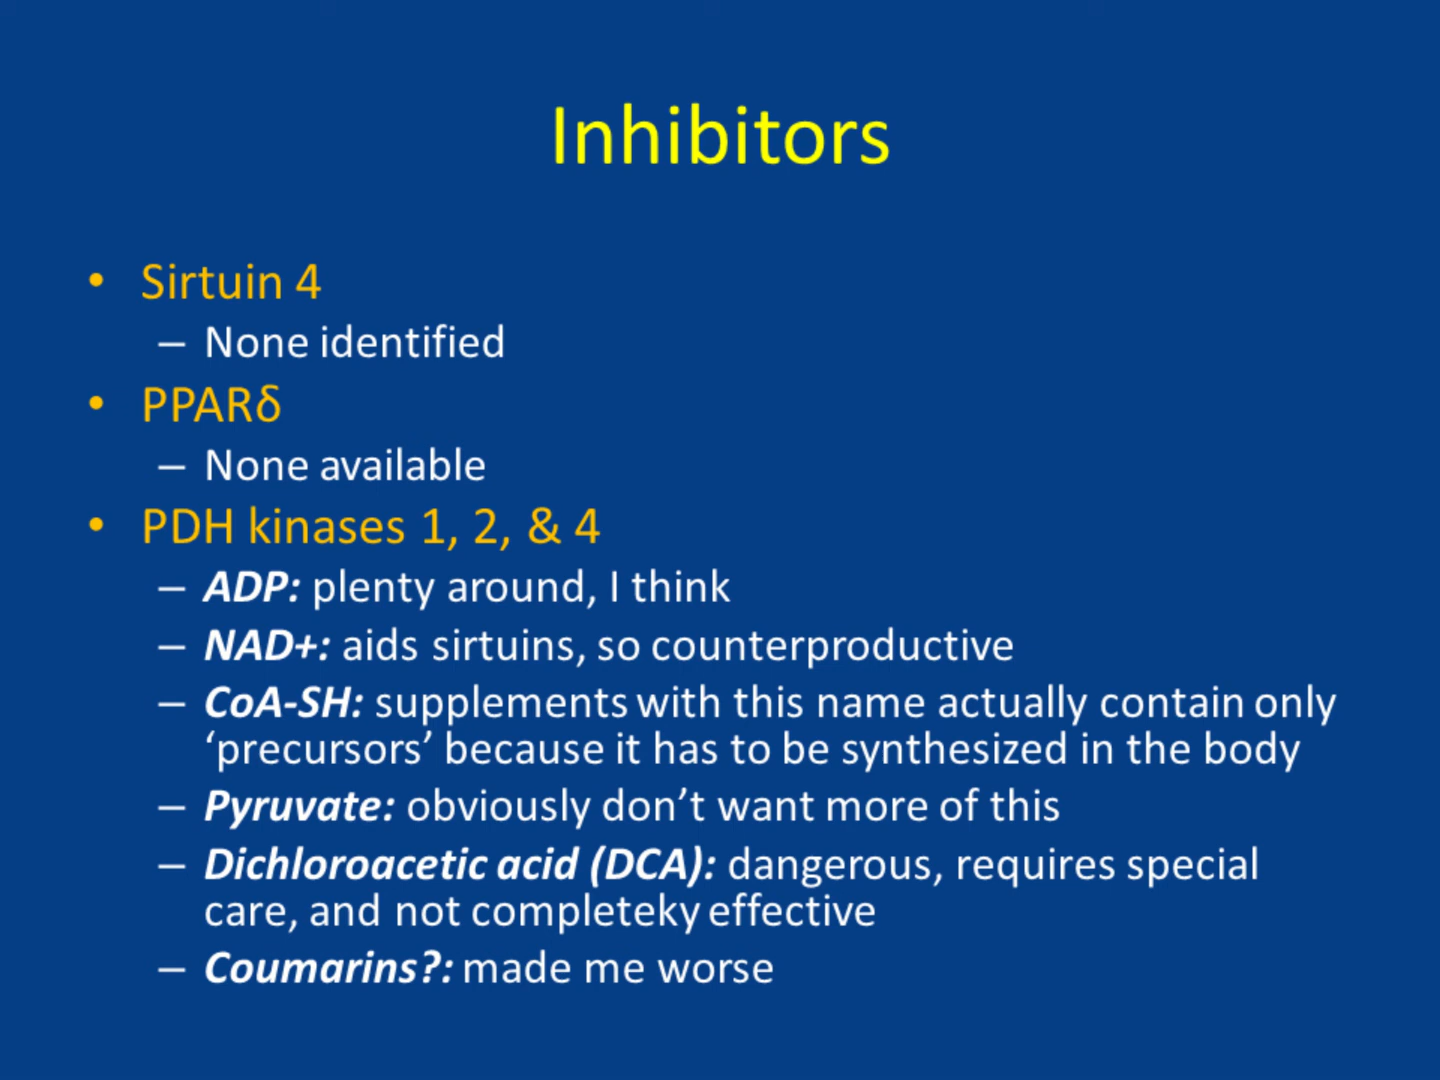 Inhibitors
• Sirtuin 4
– None identified
• PPARδ
– None available
• PDH kinases 1, 2, & 4
– ADP: plenty around, I think
– NAD+: aids sirtuins, so counterproductive
– CoA-SH: supplements with this name actually contain only
‘precursors’ because it has to be synthesized in the body
– Pyruvate: obviously don’t want more of this
– Dichloroacetic acid (DCA): dangerous, requires special
care, and not completeky effective
– Coumarins?: made me worse